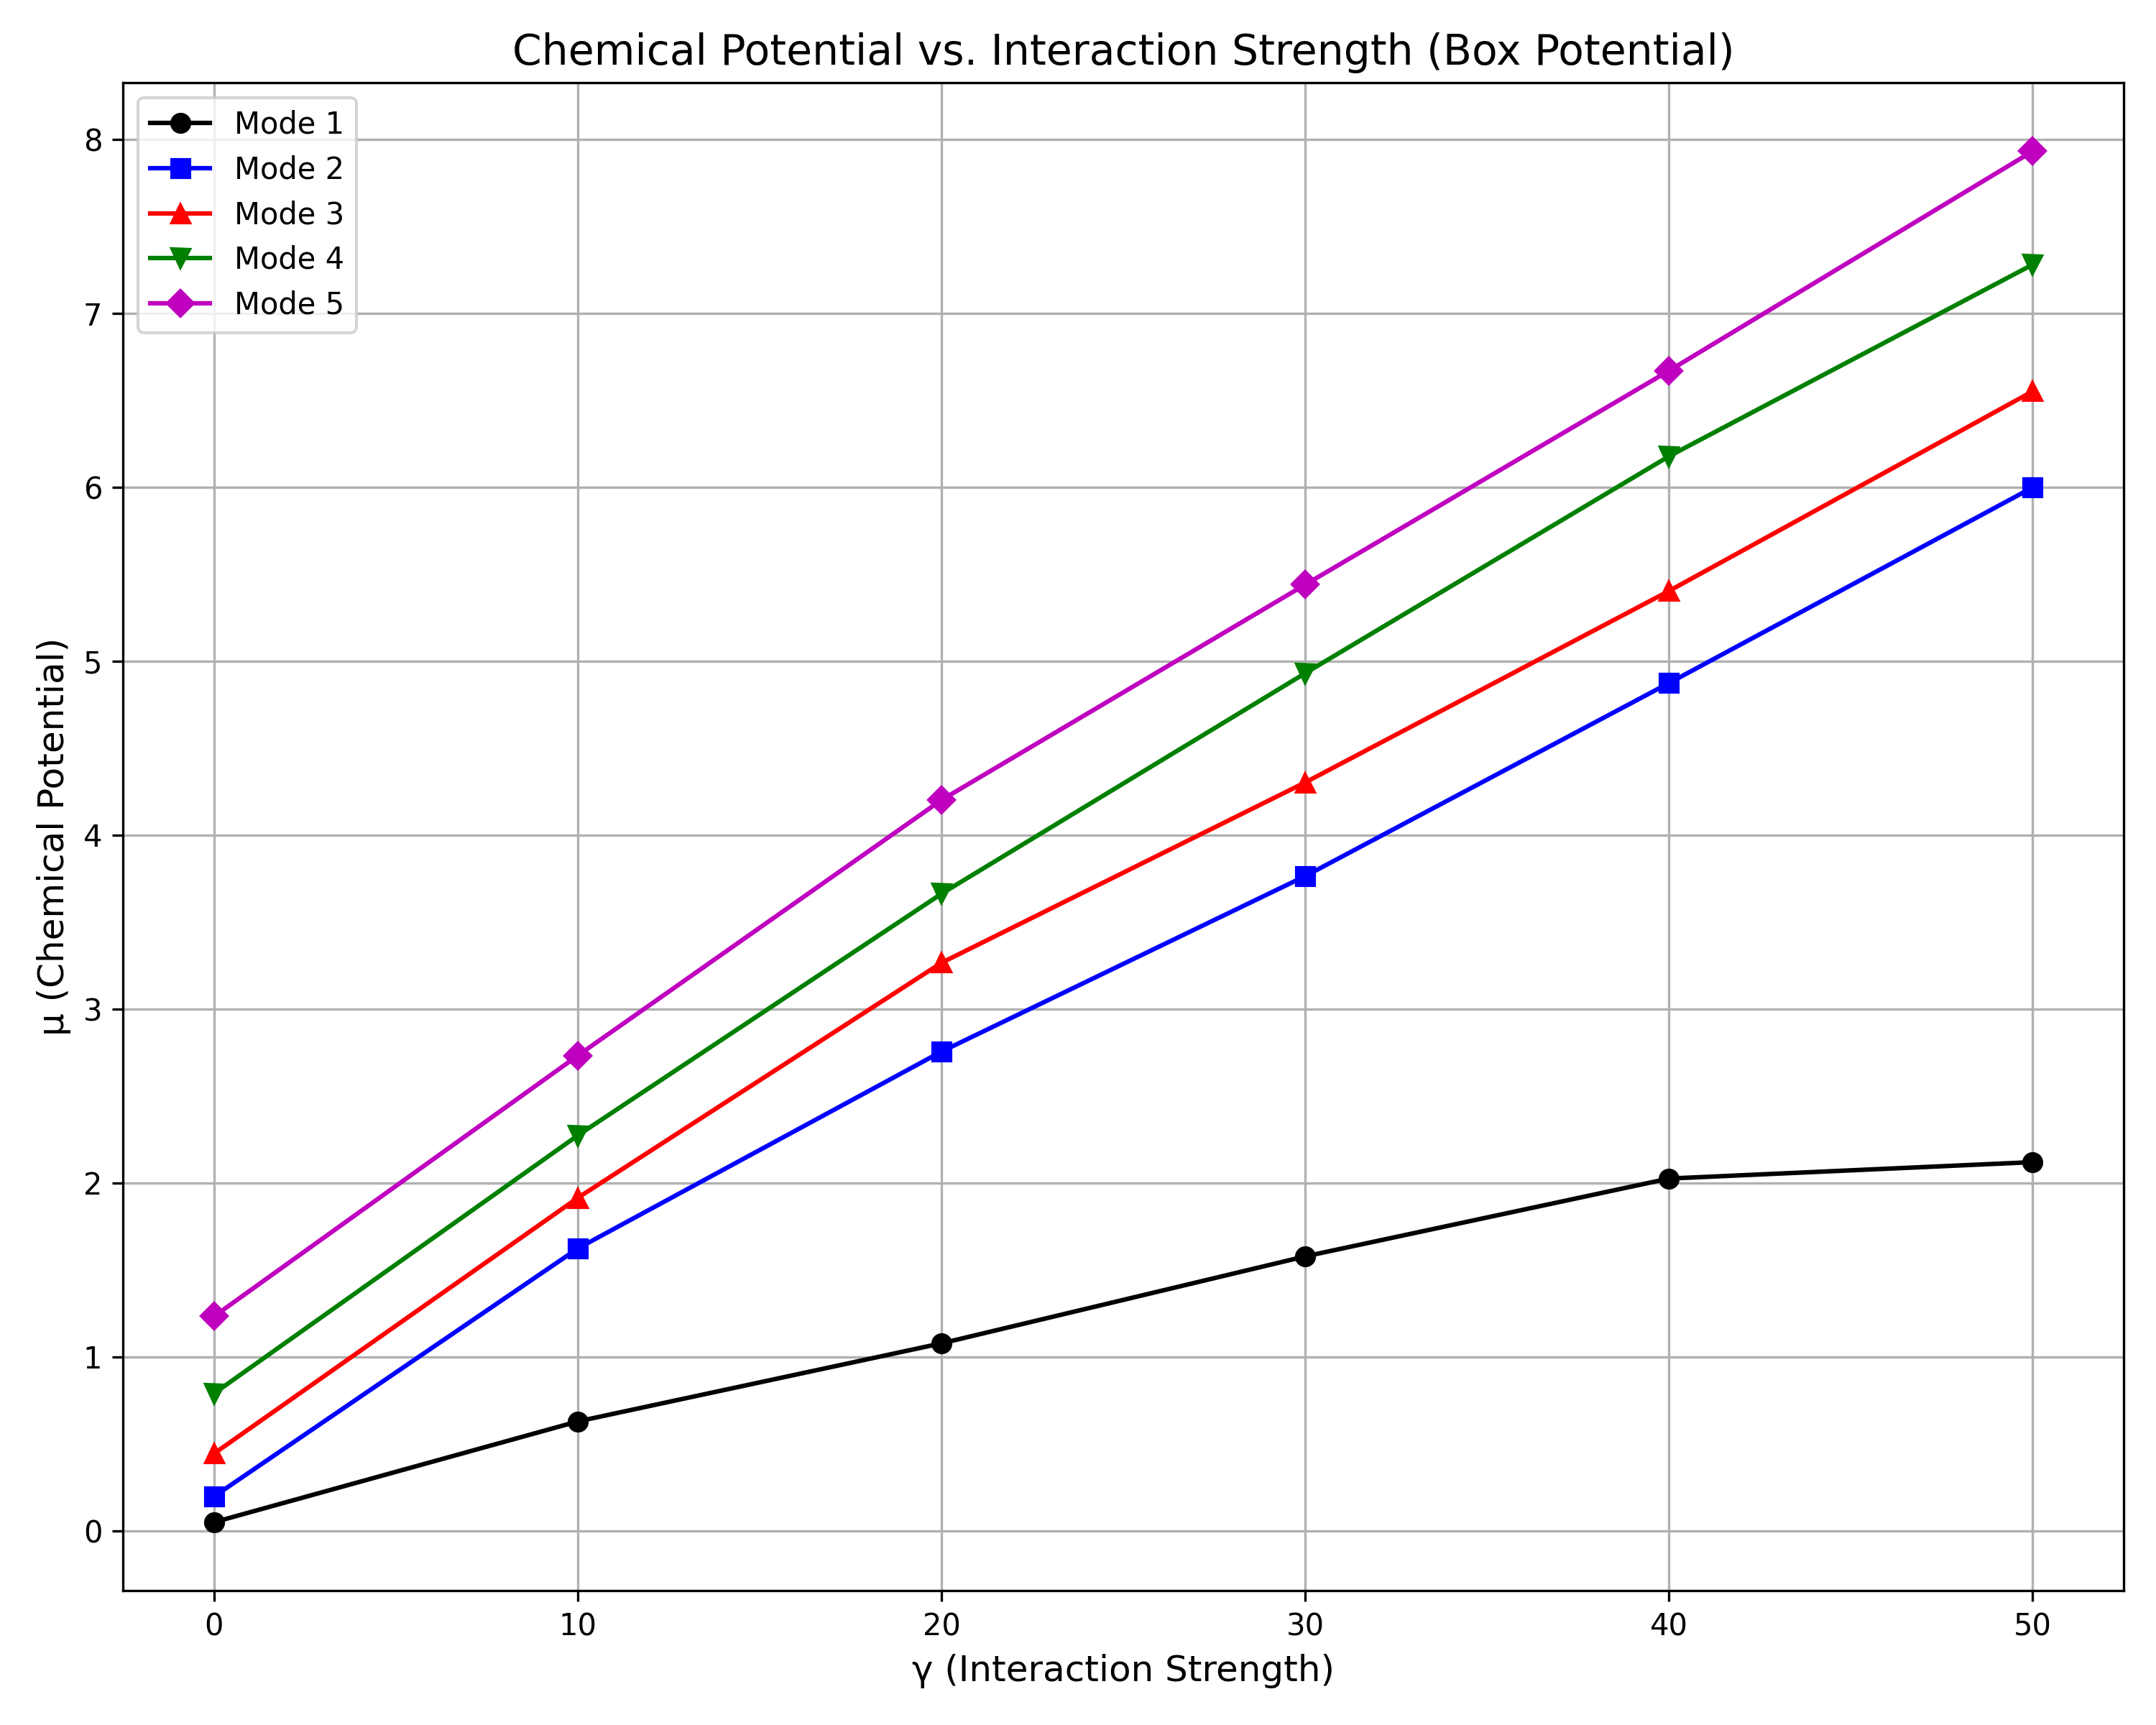 Chemical Potential vs. Interaction Strength (Box Potential)
Mode 1
Mode 2
Mode 3
Mode 4
Mode 5
μ (Chemical Potential)
8
7
6
5
4
3
2
1
0
0 10 20 30 40 50
γ (Interaction Strength)